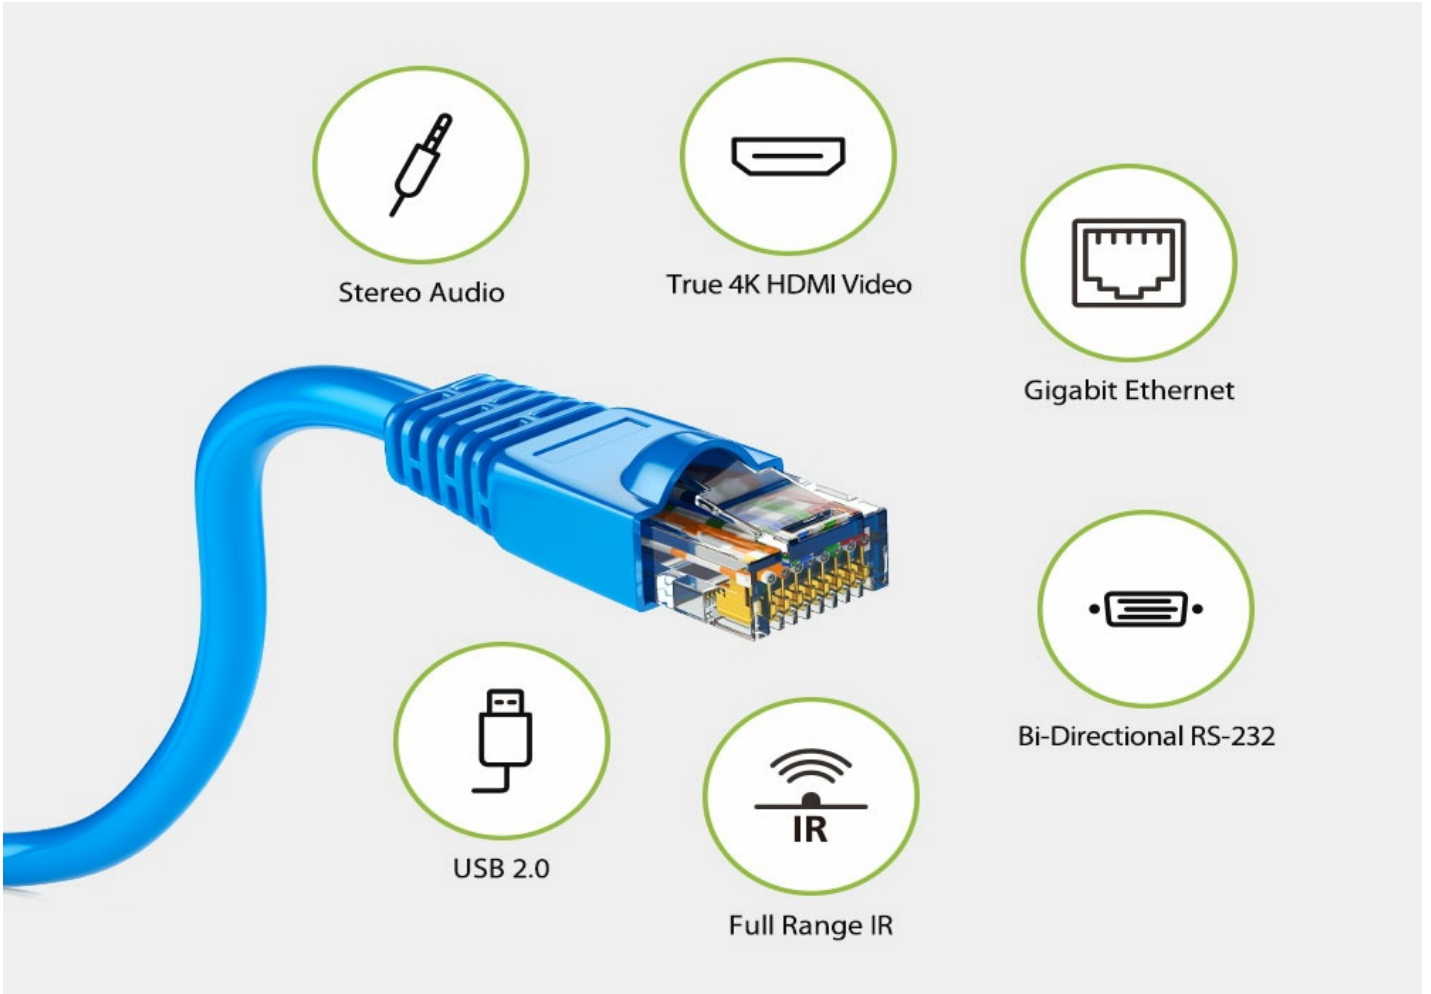 Stereo Audio
True 4K HDMI Video
Gigabit Ethernet
Bi-Directional RS-232
USB 2.0
IR
Full Range IR